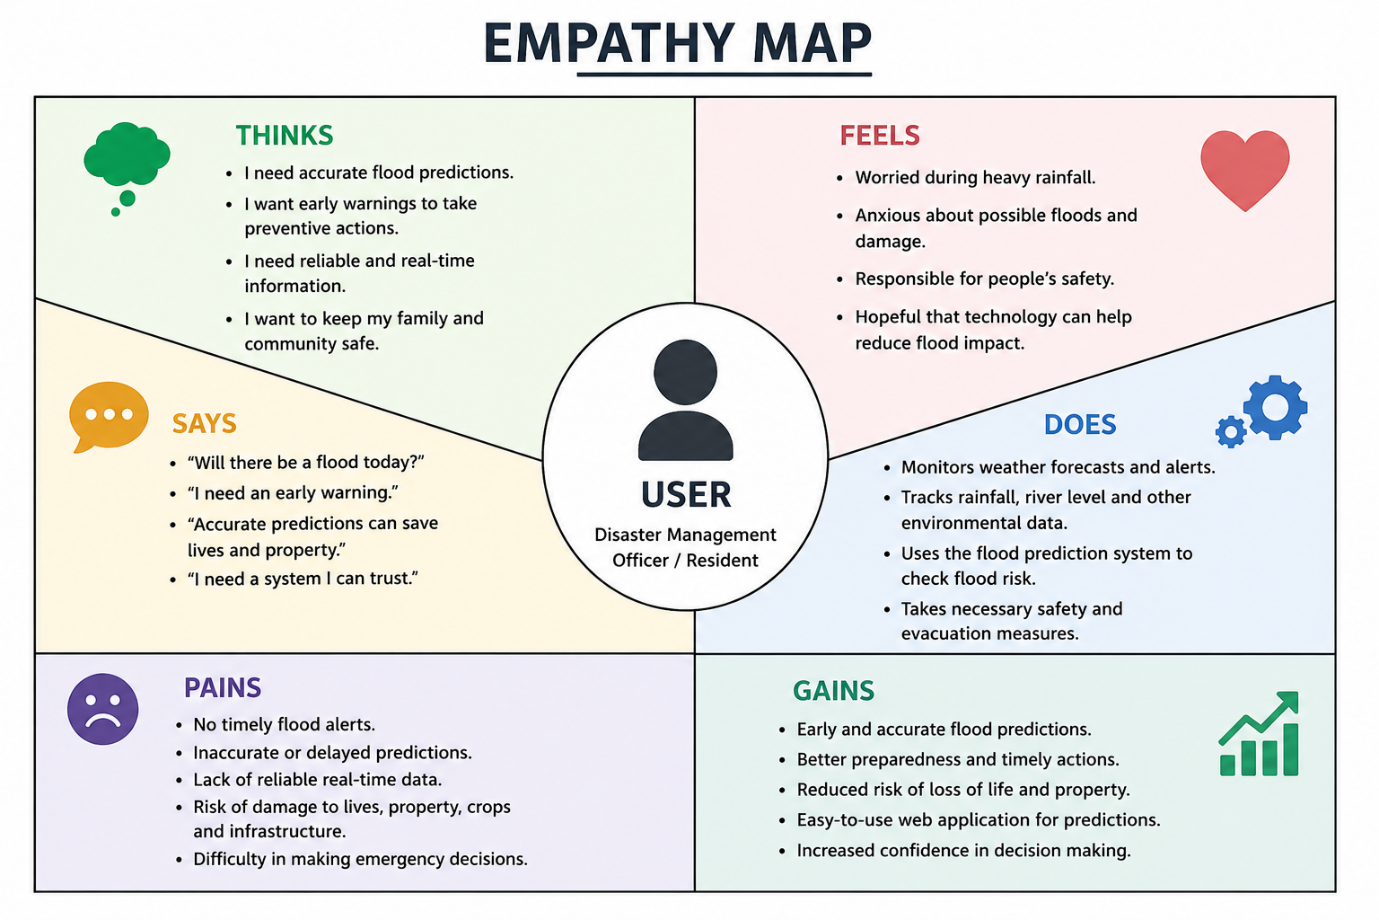 EMPATHY MAP
THINKS
• I need accurate flood predictions.
• I want early warnings to take
preventive actions.
• I need reliable and real-time
information.
• I want to keep my family and
community safe.
FEELS
• Worried during heavy rainfall.
• Anxious about possible floods and
damage.
• Responsible for people’s safety.
• Hopeful that technology can help
reduce flood impact.
SAYS
• “Will there be a flood today?”
• “I need an early warning.”
• “Accurate predictions can save
lives and property.”
• “I need a system I can trust.”
USER
Disaster Management
Officer / Resident
DOES
• Monitors weather forecasts and alerts.
• Tracks rainfall, river level and other
environmental data.
• Uses the flood prediction system to
check flood risk.
• Takes necessary safety and
evacuation measures.
PAINS
• No timely flood alerts.
• Inaccurate or delayed predictions.
• Lack of reliable real-time data.
• Risk of damage to lives, property, crops
and infrastructure.
• Difficulty in making emergency decisions.
GAINS
• Early and accurate flood predictions.
• Better preparedness and timely actions.
• Reduced risk of loss of life and property.
• Easy-to-use web application for predictions.
• Increased confidence in decision making.